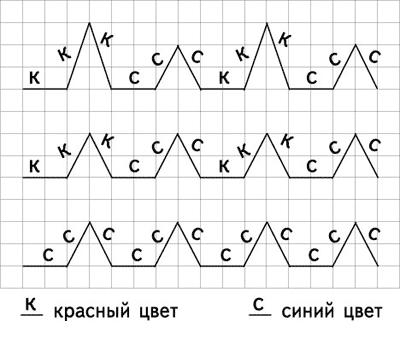 К К К С С С К К К С С С
К К К С С С К К К С С С
С С С С С С С С С С С С
К красный цвет С синий цвет